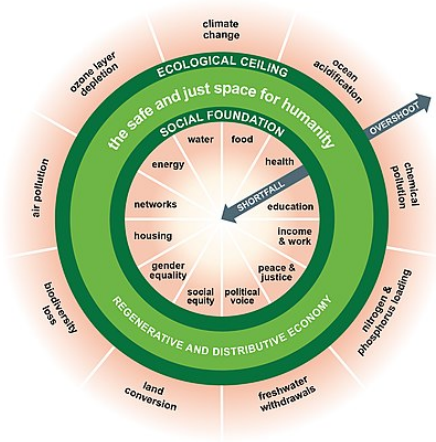 climate
change
ocean
acidification
chemical
pollution
nitrogen &
phosphorus loading
freshwater
withdrawals
land
conversion
biodiversity
loss
air pollution
ozone layer
depletion
ECOLOGICAL CEILING
the safe and just space for humanity
SOCIAL FOUNDATION
OVERSHOOT
SHORTFALL
water
food
health
education
income
& work
peace &
justice
political
voice
social
equity
gender
equality
housing
networks
energy
REGENERATIVE AND DISTRIBUTIVE ECONOMY